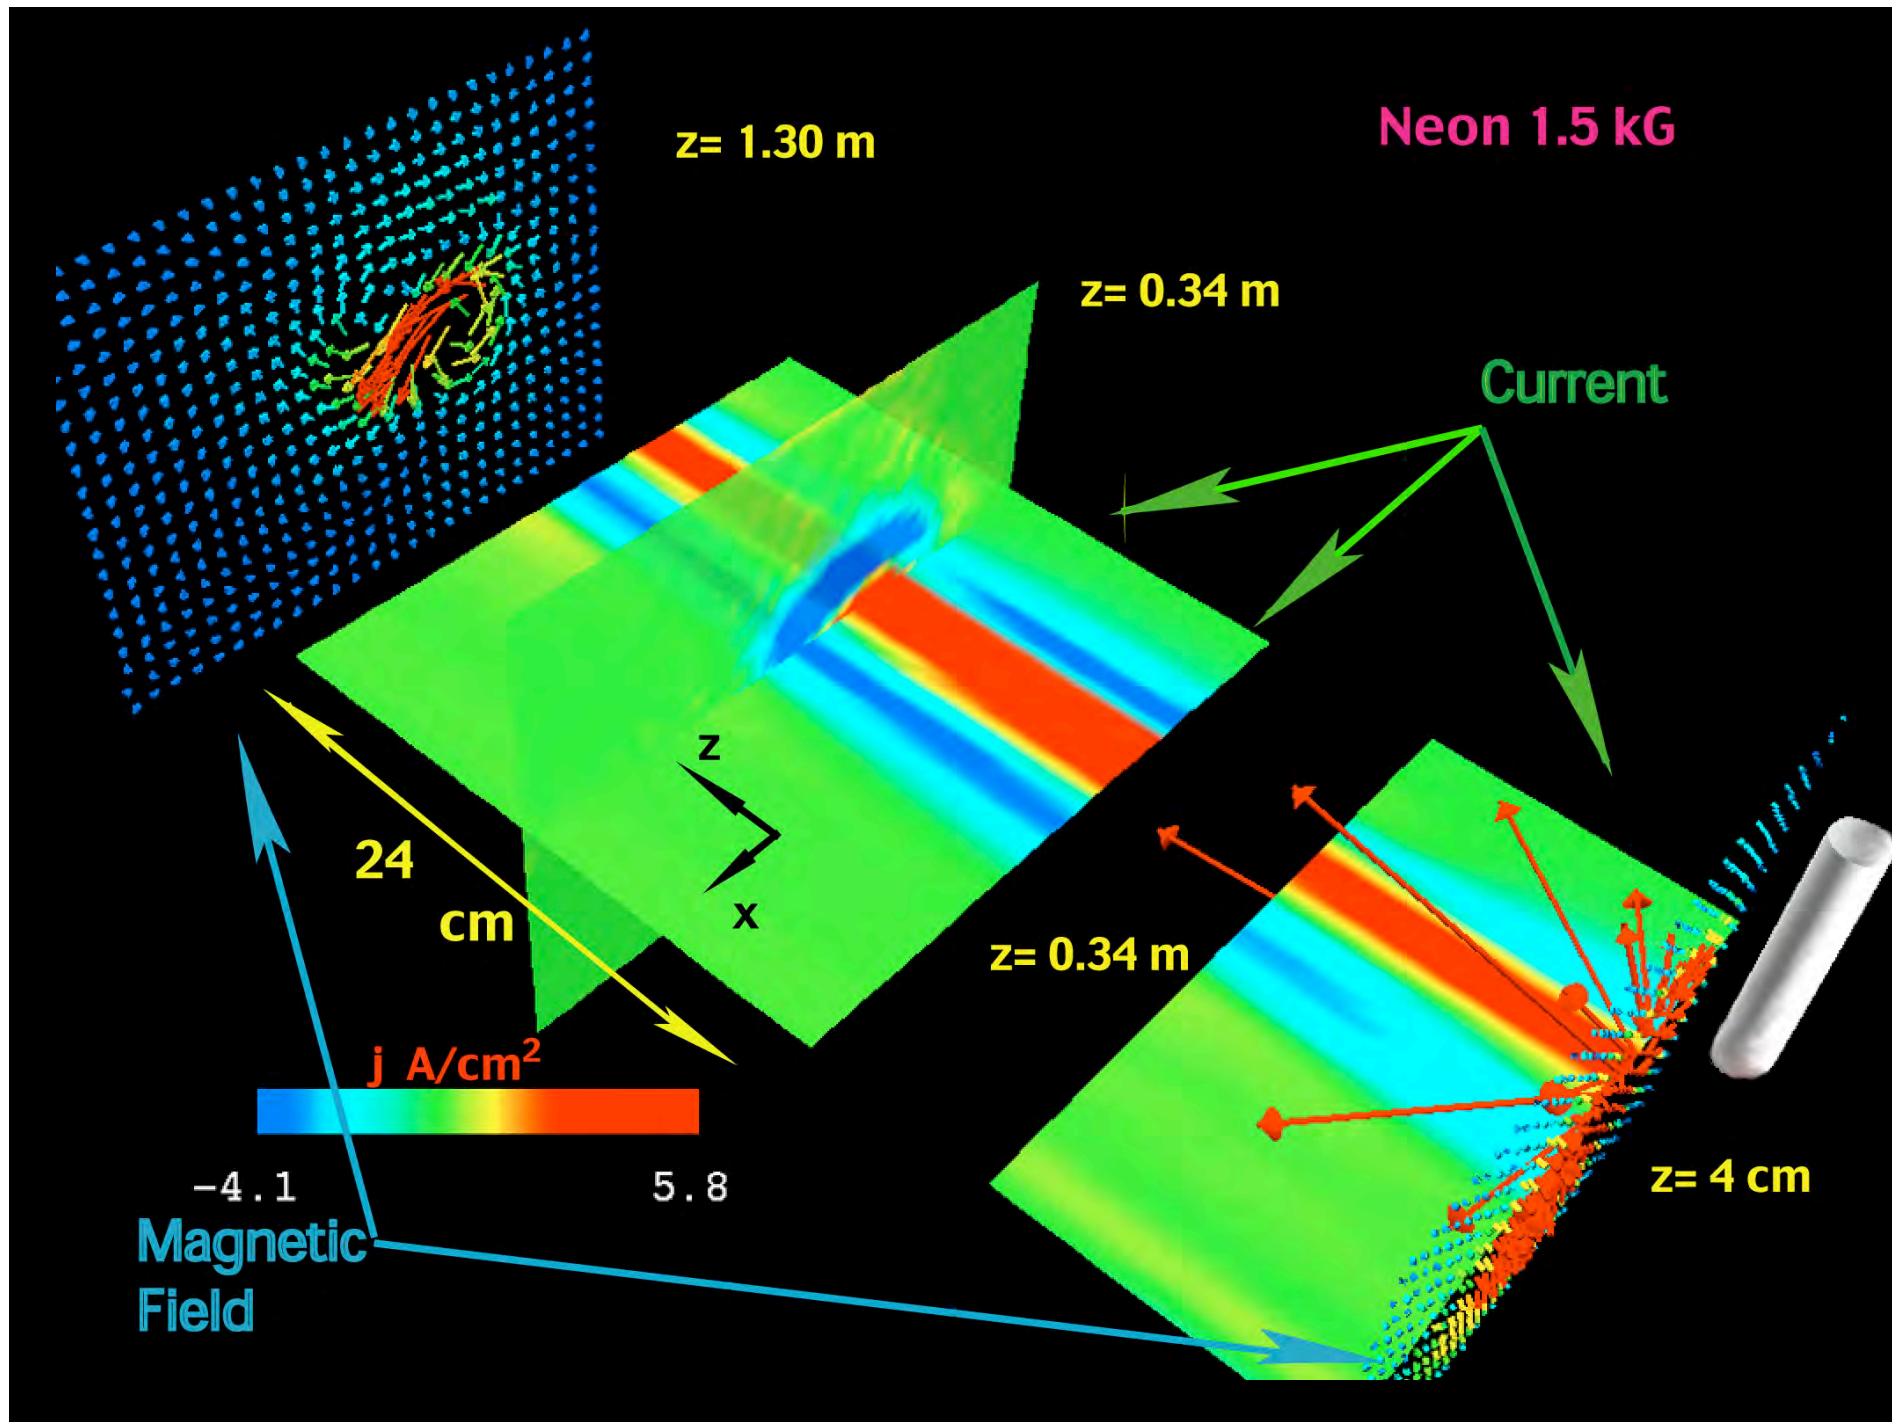 Neon 1.5 kG
z= 1.30 m
z= 0.34 m
Current
z
x
24
cm
z= 0.34 m
j A/cm²
-4.1
5.8
z= 4 cm
Magnetic
Field